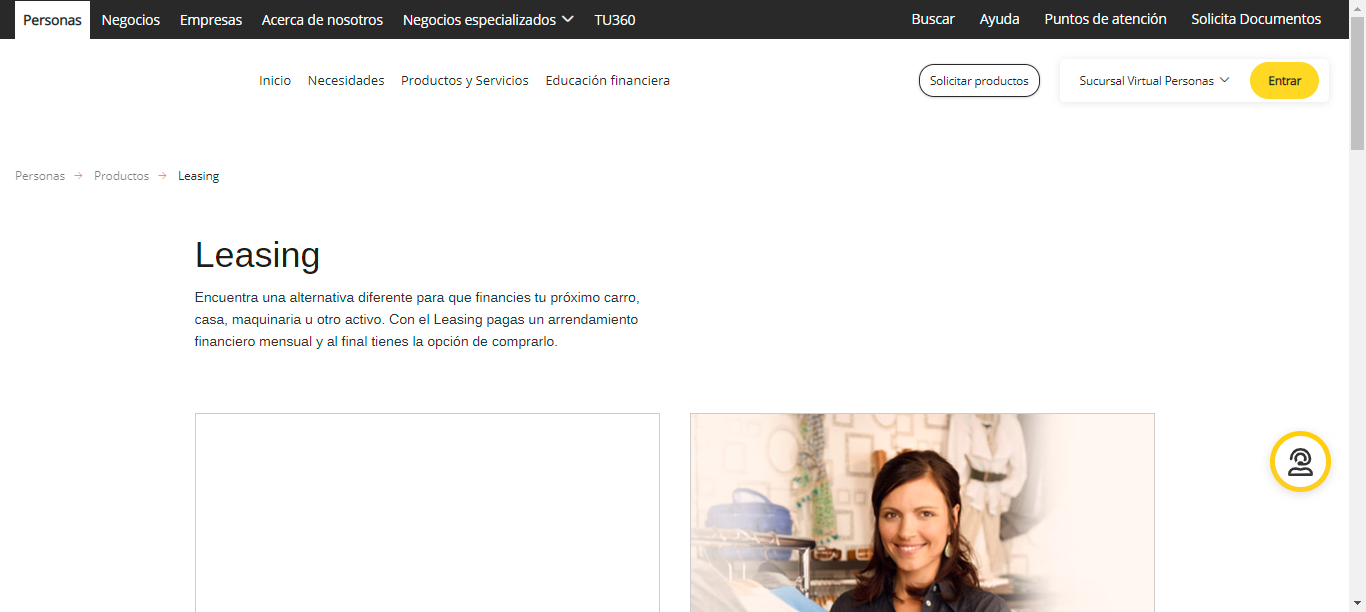 Personas Negocios Empresas Acerca de nosotros Negocios especializados TU360 Buscar Ayuda Puntos de atención Solicita Documentos
Inicio Necesidades Productos y Servicios Educación financiera Solicitar productos Sucursal Virtual Personas Entrar
Personas Productos Leasing
Leasing
Encuentra una alternativa diferente para que financies tu próximo carro,
casa, maquinaria u otro activo. Con el Leasing pagas un arrendamiento
financiero mensual y al final tienes la opción de comprarlo.